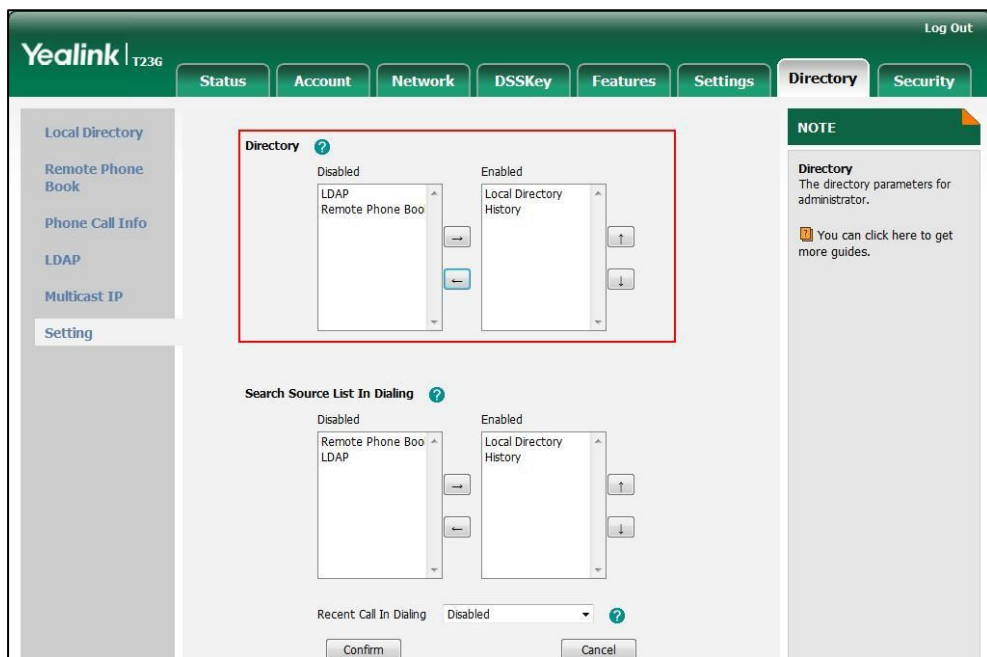 Log Out
Yealink T23G
Status Account Network DSSKey Features Settings Directory Security
Local Directory
Remote Phone
Book
Phone Call Info
LDAP
Multicast IP
Setting
Directory ?
Disabled Enabled
LDAP
Remote Phone Boo
Local Directory
History
→
←
↑
↓
Search Source List In Dialing ?
Disabled Enabled
Remote Phone Boo
LDAP
Local Directory
History
→
←
↑
↓
Recent Call In Dialing Disabled ?
Confirm Cancel
NOTE
Directory
The directory parameters for
administrator.
? You can click here to get
more guides.